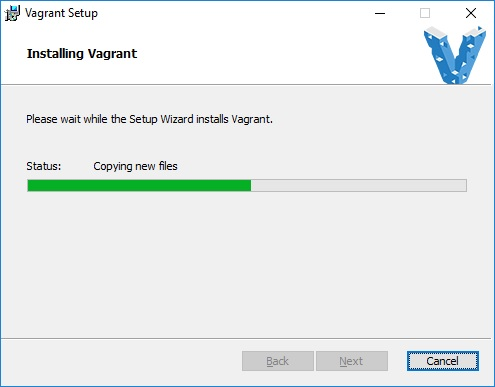 Vagrant Setup
Installing Vagrant
Please wait while the Setup Wizard installs Vagrant.
Status: Copying new files
Back Next Cancel